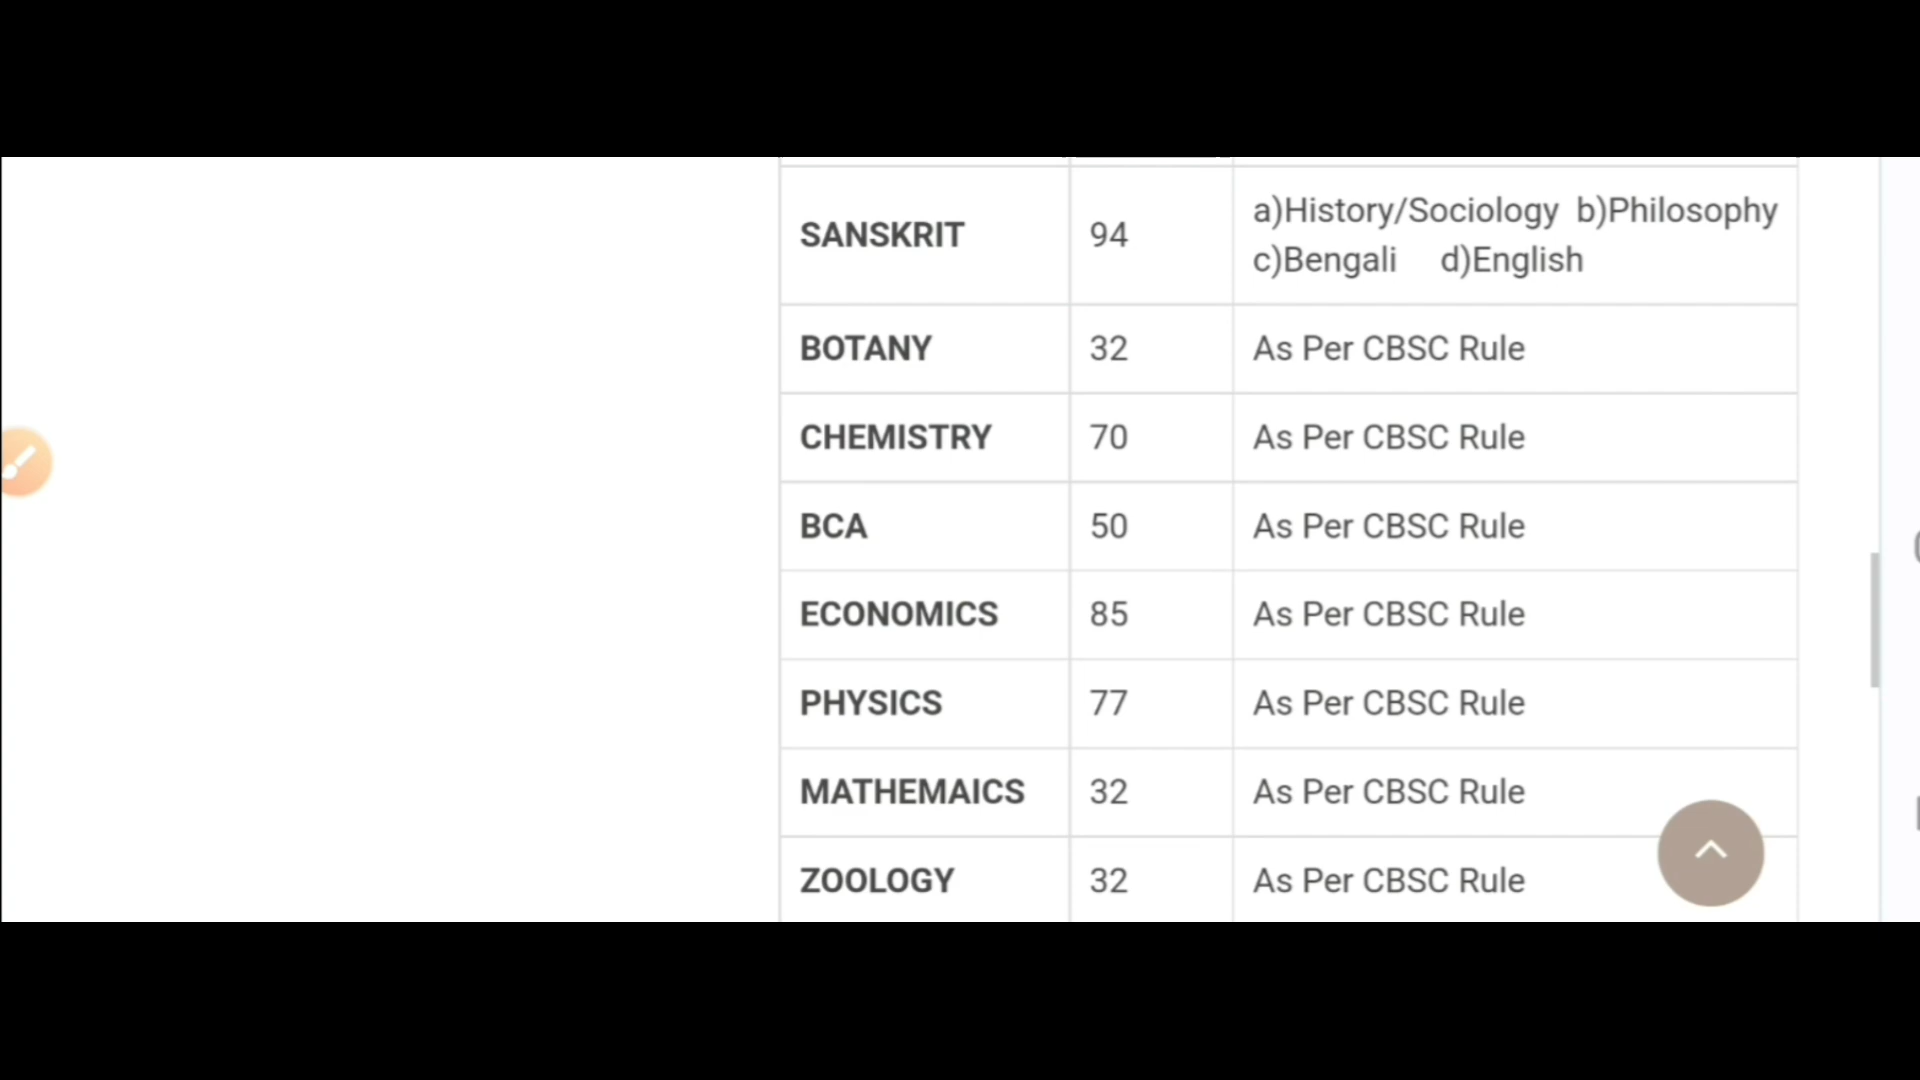 SANSKRIT 94 a)History/Sociology b)Philosophy
c)Bengali d)English
BOTANY 32 As Per CBSC Rule
CHEMISTRY 70 As Per CBSC Rule
BCA 50 As Per CBSC Rule
ECONOMICS 85 As Per CBSC Rule
PHYSICS 77 As Per CBSC Rule
MATHEMAICS 32 As Per CBSC Rule
ZOOLOGY 32 As Per CBSC Rule